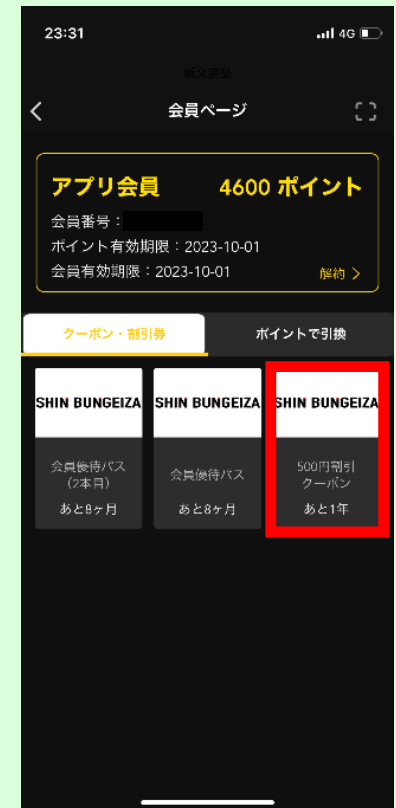 23:31
4G
新文芸坐
会員ページ
アプリ会員 4600 ポイント
会員番号：
ポイント有効期限：2023-10-01
会員有効期限：2023-10-01 解約 >
クーポン・割引券 ポイントで引換
SHIN BUNGEIZA SHIN BUNGEIZA SHIN BUNGEIZA
会員優待パス
(2本目)
あと8ヶ月
会員優待パス
あと8ヶ月
500円割引
クーポン
あと1年